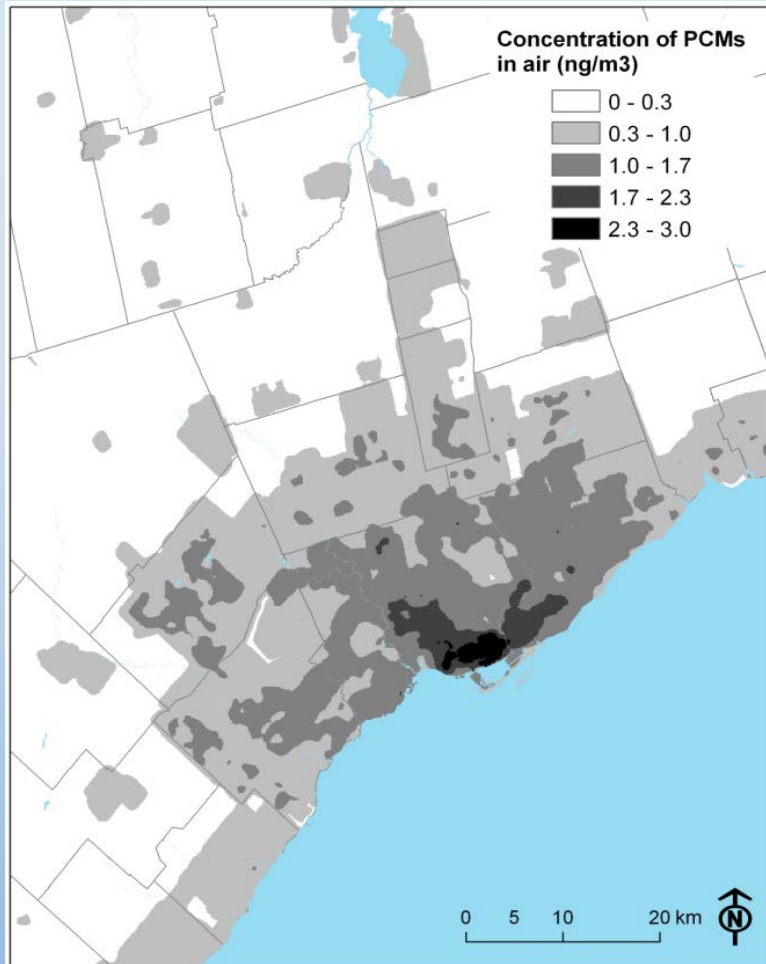 Concentration of PCMs
in air (ng/m3)
0 - 0.3
0.3 - 1.0
1.0 - 1.7
1.7 - 2.3
2.3 - 3.0
0 5 10 20 km
N